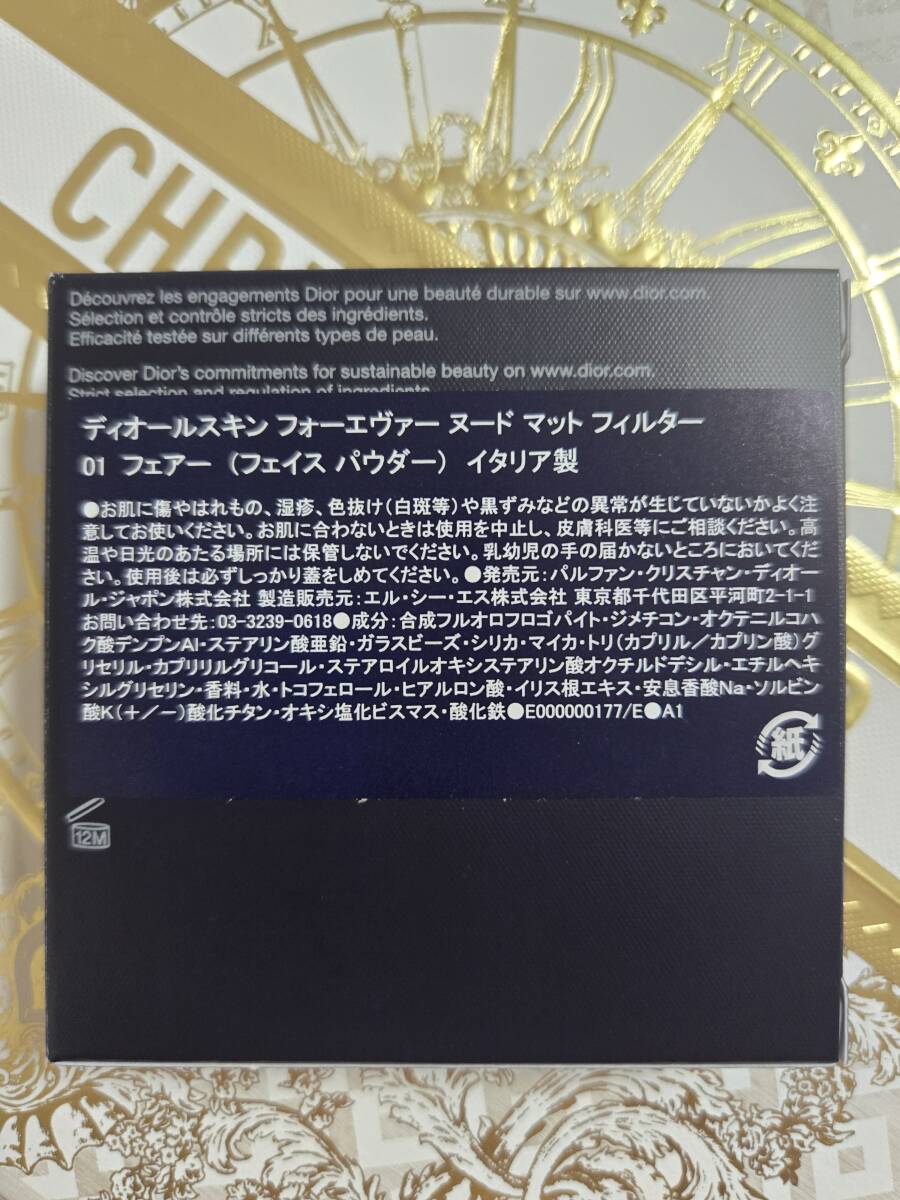 CHR
Découvrez les engagements Dior pour une beauté durable sur www.dior.com.
Sélection et contrôle stricts des ingrédients.
Efficacité testée sur différents types de peau.
Discover Dior's commitments for sustainable beauty on www.dior.com.
Strict selection and regulation of ingredients.
ディオールスキン フォーエヴァー ヌード マット フィルター
01 フェアー (フェイス パウダー) イタリア製
●お肌に傷やはれもの、湿疹、色抜け(白斑等)や黒ずみなどの異常が生じていないかよく注
意してお使いください。お肌に合わないときは使用を中止し、皮膚科医等にご相談ください。高
温や日光のあたる場所には保管しないでください。乳幼児の手の届かないところにおいてくだ
さい。使用後は必ずしっかり蓋をしめてください。●発売元:パルファン・クリスチャン・ディオー
ル・ジャポン株式会社 製造販売元:エル・シー・エス株式会社 東京都千代田区平河町2-1-1
お問い合わせ先:03-3239-0618●成分:合成フルオロフロゴパイト・ジメチコン・オクテニルコハ
ク酸デンプンAl・ステアリン酸亜鉛・ガラスビーズ・シリカ・マイカ・トリ(カプリル/カプリン酸)グ
リセリル・カプリリルグリコール・ステアロイルオキシステアリン酸オクチルドデシル・エチルヘキ
シルグリセリン・香料・水・トコフェロール・ヒアルロン酸・イリス根エキス・安息香酸Na・ソルビン
酸K(+/-)酸化チタン・オキシ塩化ビスマス・酸化鉄●E000000177/E●A1
紙
12M